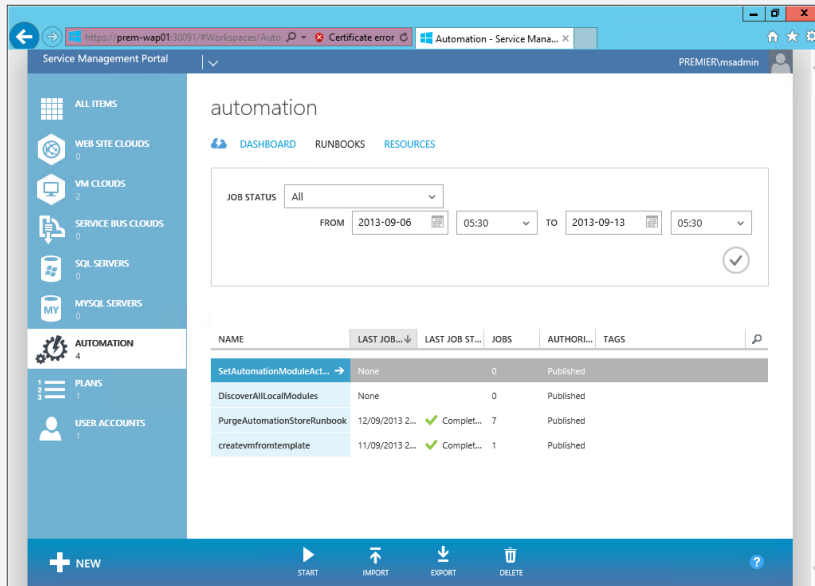 https://prem-wap01:30091/#Workspaces/Auto
Certificate error
Automation - Service Mana...
Service Management Portal
PREMIER\msadmin
ALL ITEMS
WEB SITE CLOUDS
0
VM CLOUDS
2
SERVICE BUS CLOUDS
0
SQL SERVERS
0
MY
MYSQL SERVERS
0
AUTOMATION
4
1
2
3
PLANS
1
USER ACCOUNTS
1
automation
DASHBOARD RUNBOOKS RESOURCES
JOB STATUS All
FROM 2013-09-06 05:30 TO 2013-09-13 05:30
NAME LAST JOB... LAST JOB ST... JOBS AUTHORI... TAGS
SetAutomationModuleAct... None 0 Published
DiscoverAllLocalModules None 0 Published
PurgeAutomationStoreRunbook 12/09/2013 2... Complet... 7 Published
createvmfromtemplate 11/09/2013 2... Complet... 1 Published
NEW
START IMPORT EXPORT DELETE
?